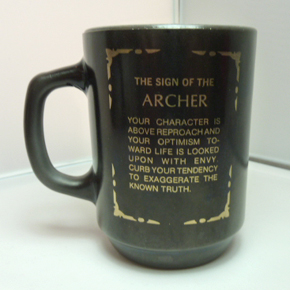 THE SIGN OF THE
ARCHER
YOUR CHARACTER IS
ABOVE REPROACH AND
YOUR OPTIMISM TO-
WARD LIFE IS LOOKED
UPON WITH ENVY.
CURB YOUR TENDENCY
TO EXAGGERATE THE
KNOWN TRUTH.